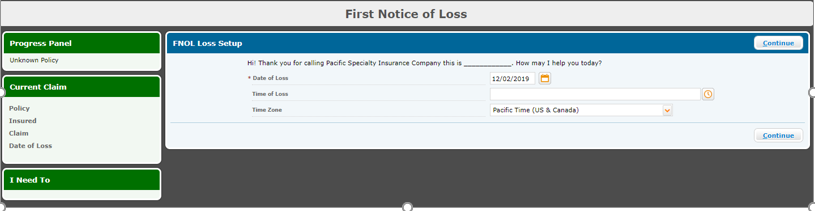 First Notice of Loss
Progress Panel
Unknown Policy
Current Claim
Policy
Insured
Claim
Date of Loss
I Need To
FNOL Loss Setup
Continue
Hi! Thank you for calling Pacific Specialty Insurance Company this is ____________. How may I help you today?
* Date of Loss 12/02/2019
Time of Loss
Time Zone Pacific Time (US & Canada)
Continue